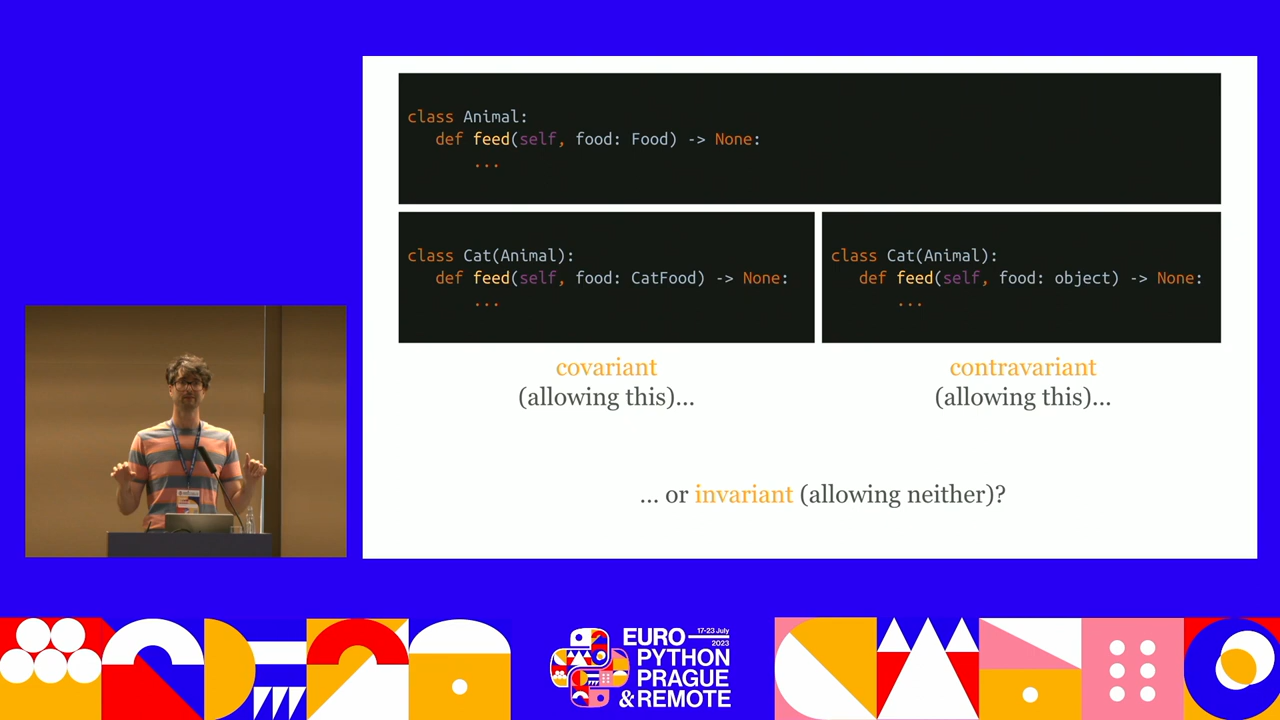 class Animal:
def feed(self, food: Food) -> None:
...
class Cat(Animal):
def feed(self, food: CatFood) -> None:
...
class Cat(Animal):
def feed(self, food: object) -> None:
...
covariant
(allowing this)...
contravariant
(allowing this)...
... or invariant (allowing neither)?
EURO
17-23 July
2023
PYTHON
PRAGUE
& REMOTE